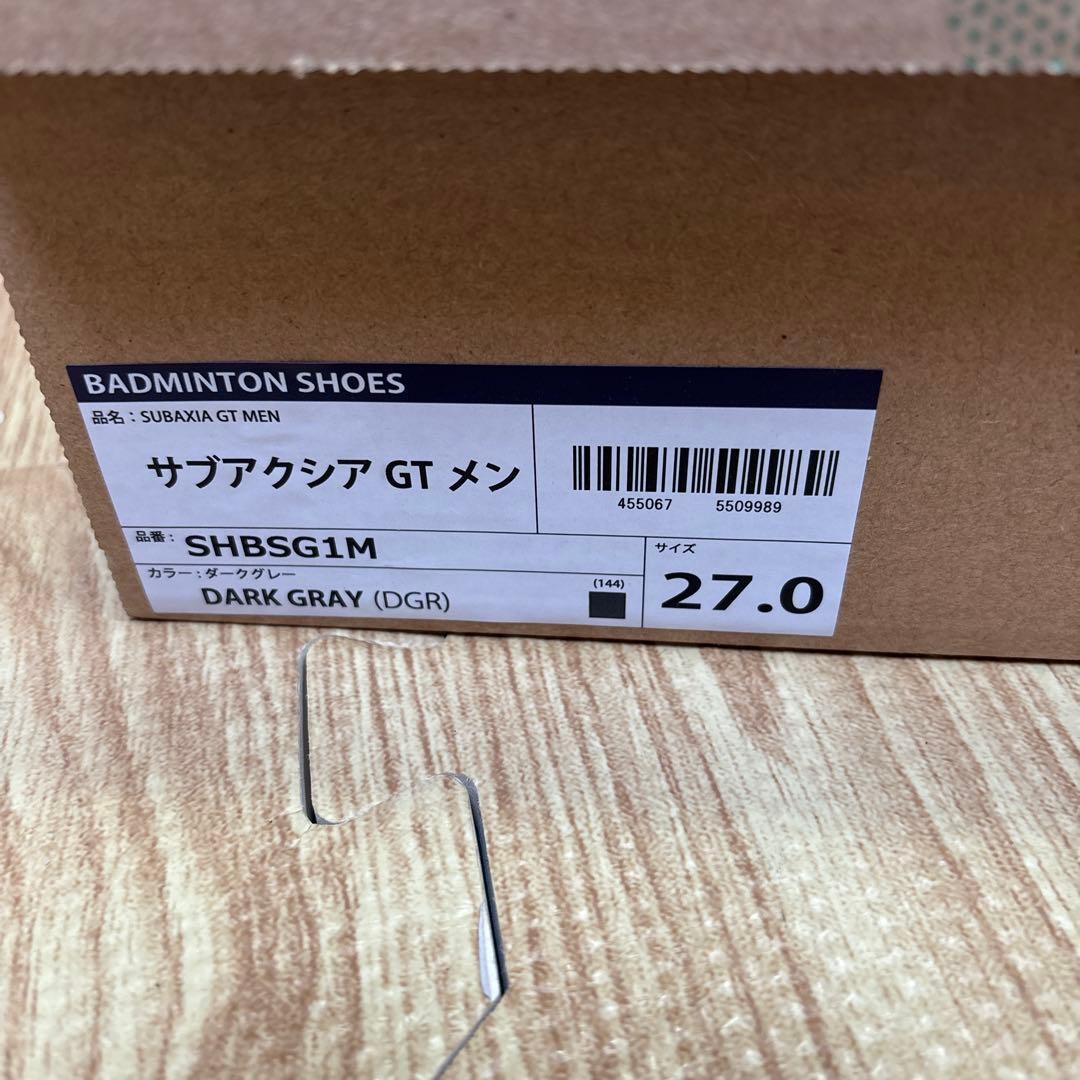 BADMINTON SHOES
品名：SUBAXIA GT MEN
サブアクシア GT メン
455067 5509989
品番：
SHBSG1M
カラー：ダークグレー
DARK GRAY (DGR)
(144)
サイズ
27.0